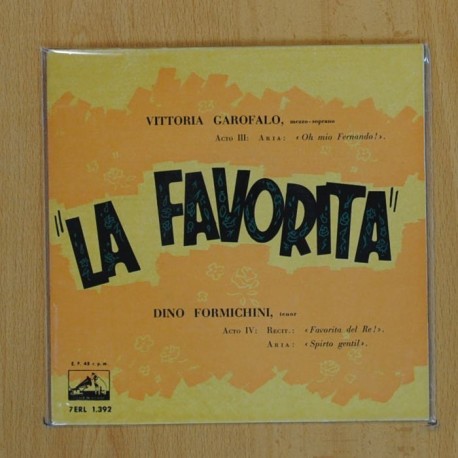 VITTORIA GAROFALO, mezzo-soprano
ACTO III: ARIA: «Oh mio Fernando!».
"LA FAVORITA"
DINO FORMICHINI, tenor
ACTO IV: RECIT.: «Favorita del Re!».
ARIA: «Spirto gentil».
E. P. 45 r. p. m.
7ERL 1.392